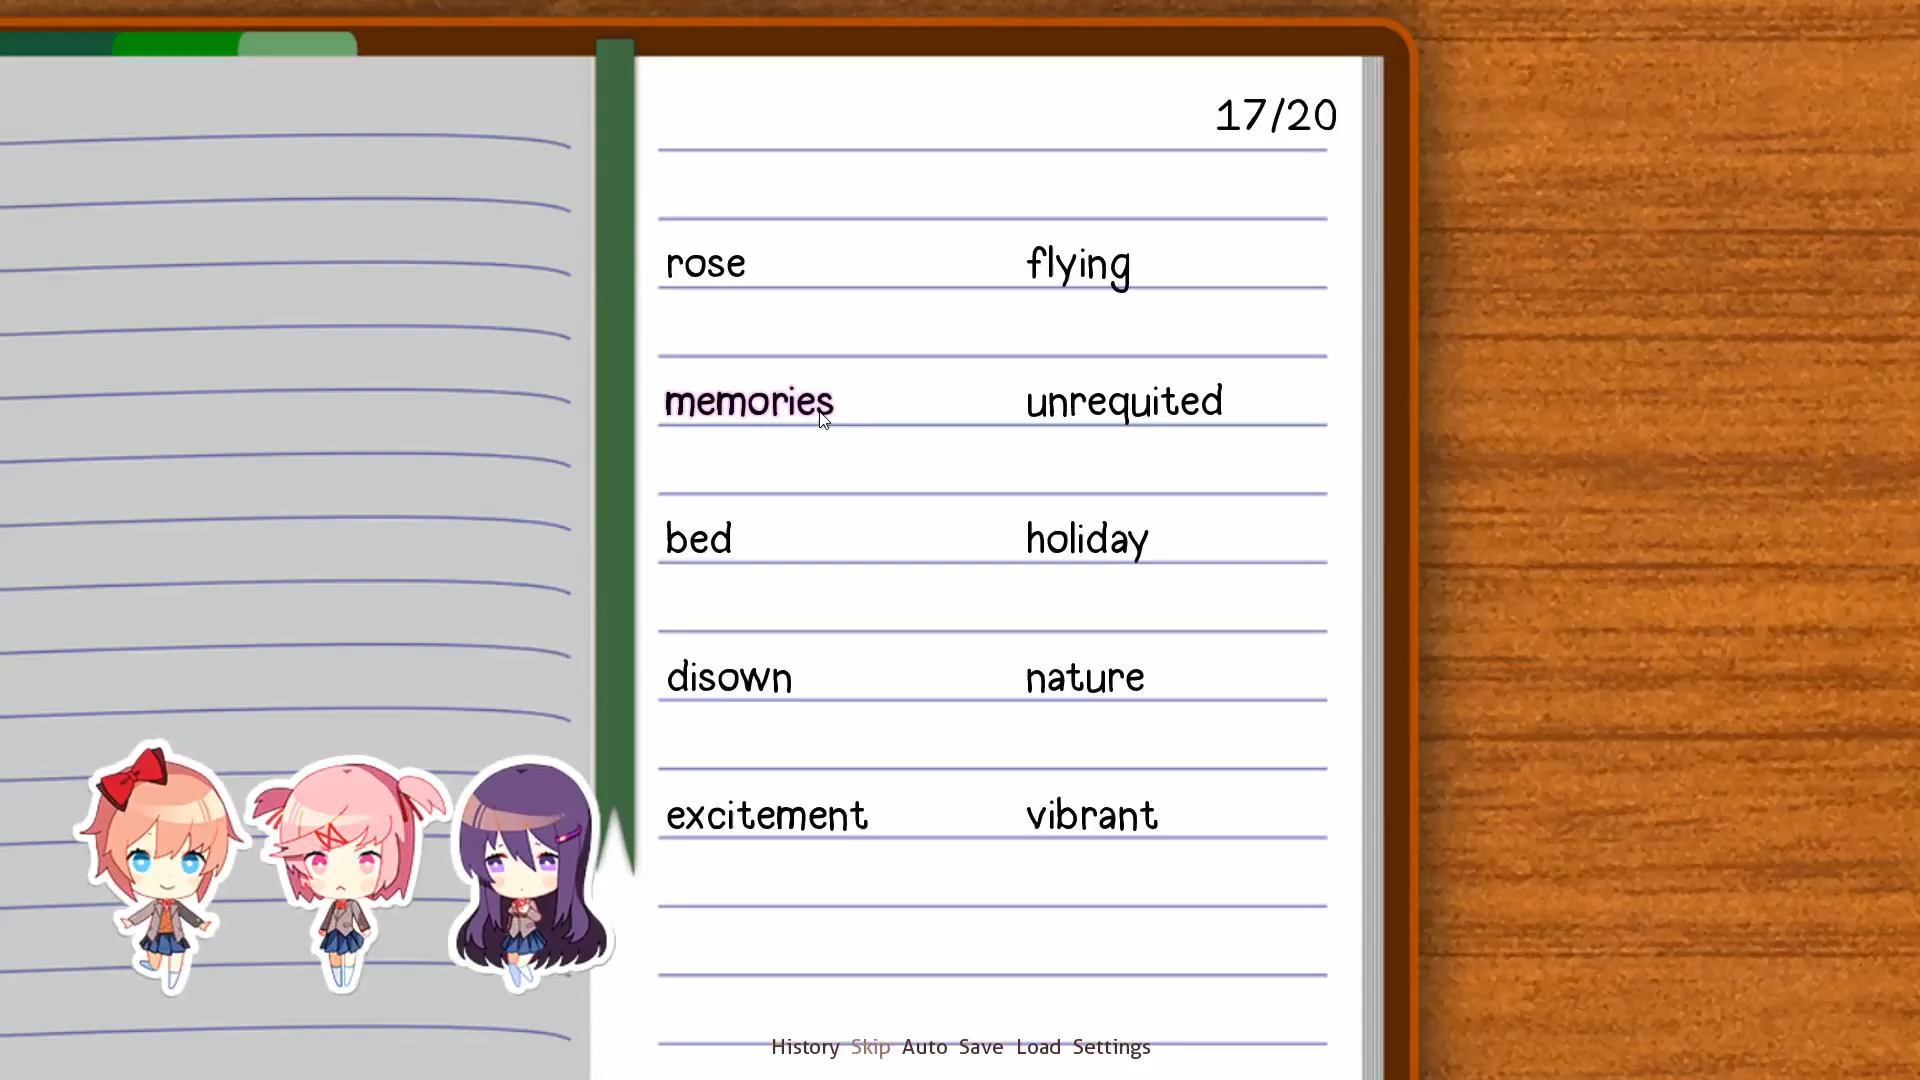 17/20
rose flying
memories unrequited
bed holiday
disown nature
excitement vibrant
History Skip Auto Save Load Settings